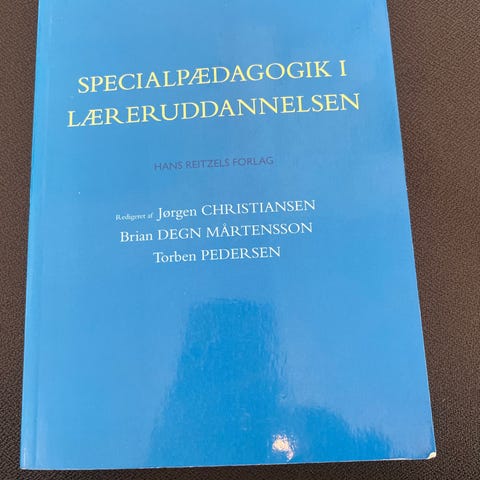 SPECIALPÆDAGOGIK I
LÆRERUDDANNELSEN
HANS REITZELS FORLAG
Redigeret af Jørgen CHRISTIANSEN
Brian DEGN MÅRTENSSON
Torben PEDERSEN